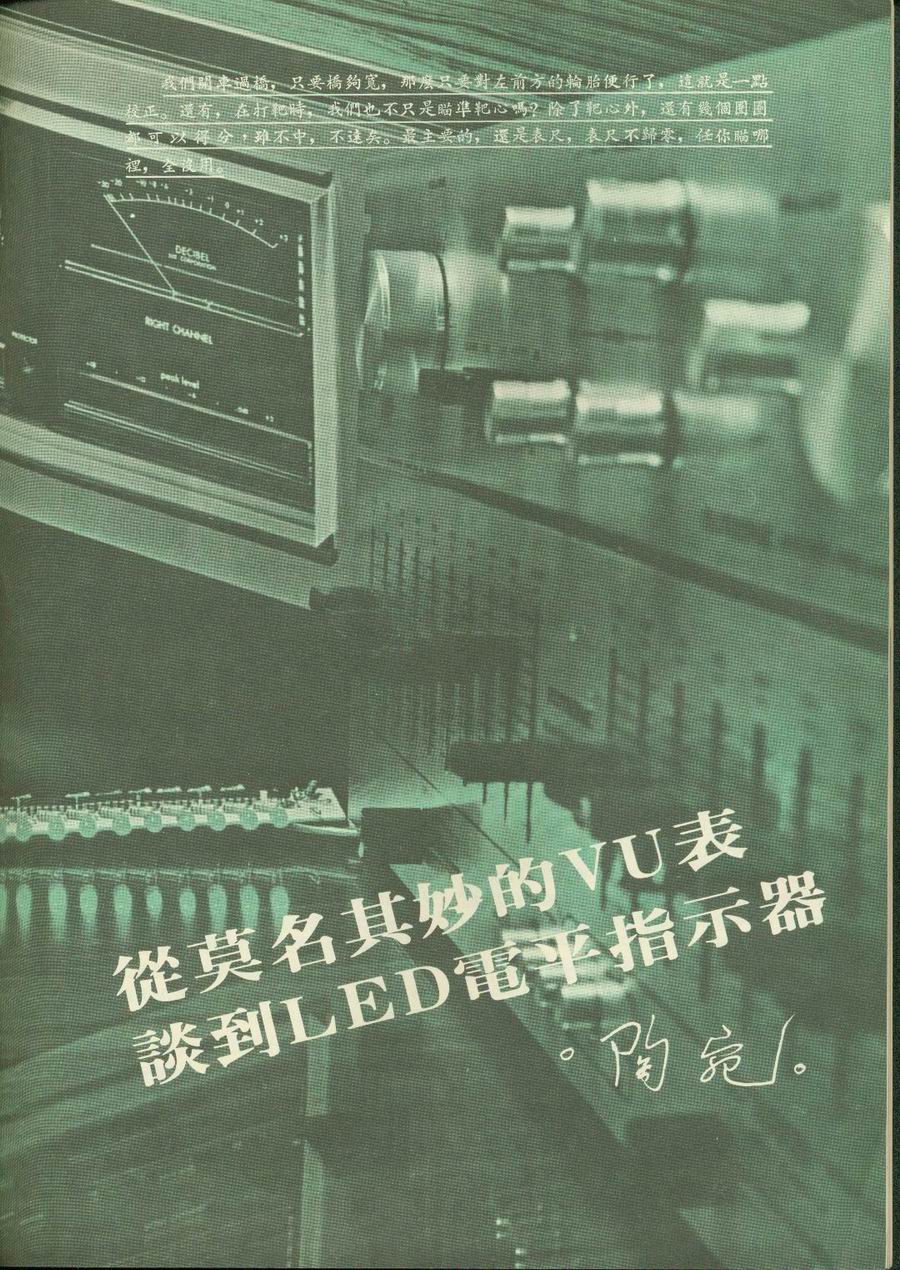 我們開車過橋，只要橋夠寬，那麼只要對左前方的輪胎便行了，這就是一點
校正。還有，在打靶時，我們也不只是瞄準靶心嗎？除了靶心外，還有幾個圈圈
都可以得分，雖不中，不遠矣。最主要的，還是表尺，表尺不歸零，任你瞄哪
裡，全沒用。
DECIBEL
RIGHT CHANNEL
peak level
從莫名其妙的VU表
談到LED電平指示器
。陶宛。